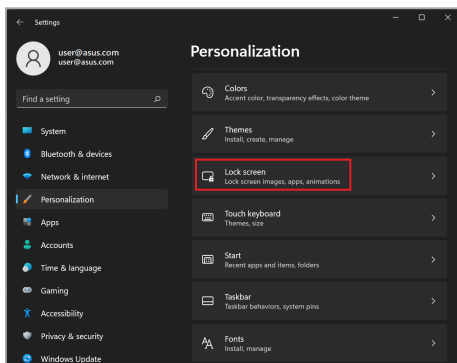 Settings
user@asus.com
user@asus.com
Find a setting
System
Bluetooth & devices
Network & internet
Personalization
Apps
Accounts
Time & language
Gaming
Accessibility
Privacy & security
Windows Update
Personalization
Colors
Accent color, transparency effects, color theme
Themes
Install, create, manage
Lock screen
Lock screen images, apps, animations
Touch keyboard
Themes, size
Start
Recent apps and items, folders
Taskbar
Taskbar behaviors, system pins
Fonts
Install, manage